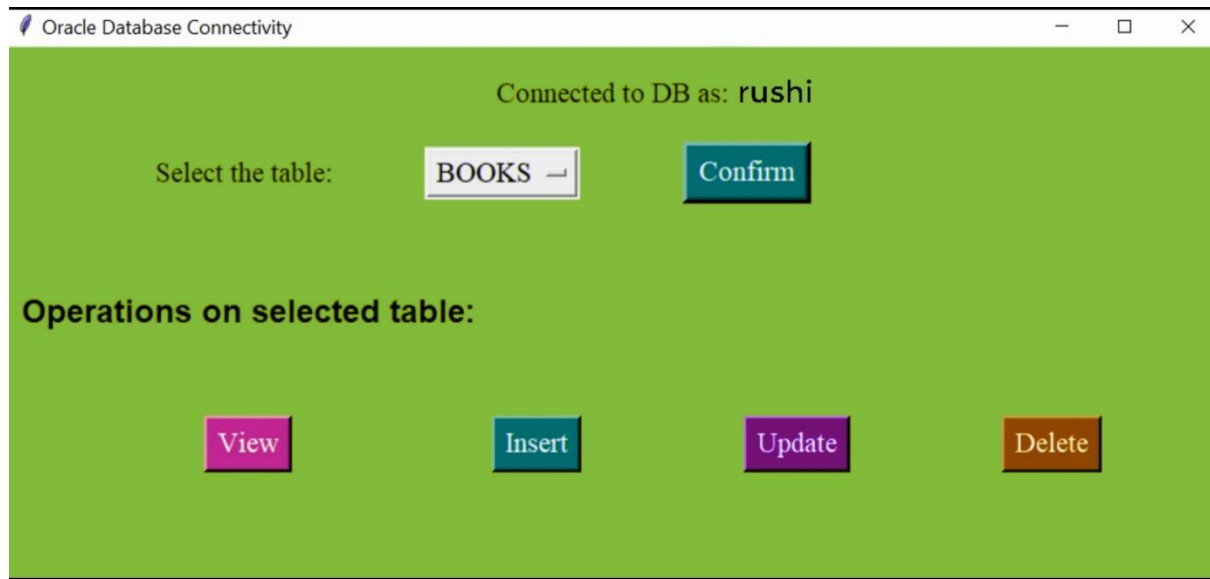 Oracle Database Connectivity
Connected to DB as: rushi
Select the table: BOOKS Confirm
Operations on selected table:
View Insert Update Delete